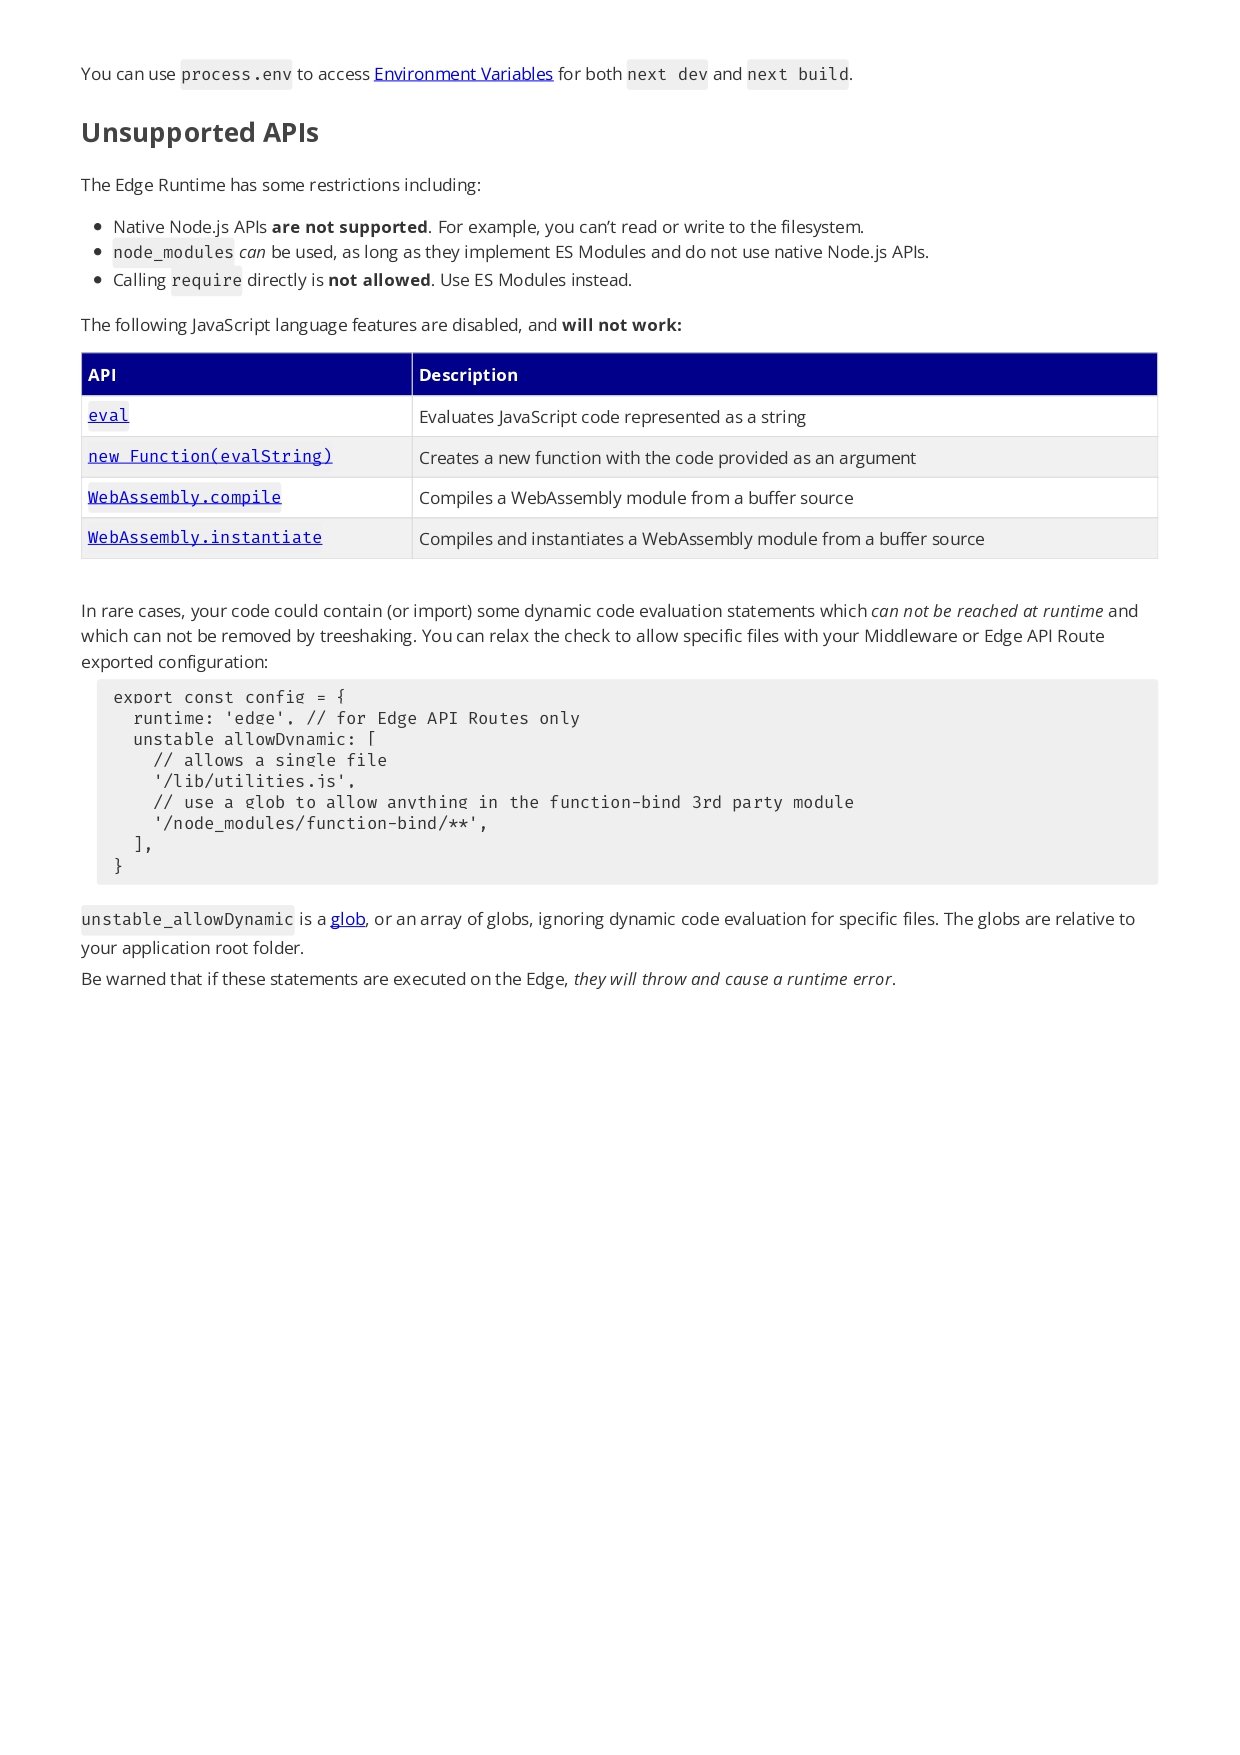 You can use process.env to access Environment Variables for both next dev and next build.
Unsupported APIs
The Edge Runtime has some restrictions including:
• Native Node.js APIs are not supported. For example, you can’t read or write to the filesystem.
• node_modules can be used, as long as they implement ES Modules and do not use native Node.js APIs.
• Calling require directly is not allowed. Use ES Modules instead.
The following JavaScript language features are disabled, and will not work:
API Description
eval Evaluates JavaScript code represented as a string
new Function(evalString) Creates a new function with the code provided as an argument
WebAssembly.compile Compiles a WebAssembly module from a buffer source
WebAssembly.instantiate Compiles and instantiates a WebAssembly module from a buffer source
In rare cases, your code could contain (or import) some dynamic code evaluation statements which can not be reached at runtime and
which can not be removed by treeshaking. You can relax the check to allow specific files with your Middleware or Edge API Route
exported configuration:
export const config = {
  runtime: 'edge', // for Edge API Routes only
  unstable_allowDynamic: [
    // allows a single file
    '/lib/utilities.js',
    // use a glob to allow anything in the function-bind 3rd party module
    '/node_modules/function-bind/**',
  ],
}
unstable_allowDynamic is a glob, or an array of globs, ignoring dynamic code evaluation for specific files. The globs are relative to
your application root folder.
Be warned that if these statements are executed on the Edge, they will throw and cause a runtime error.